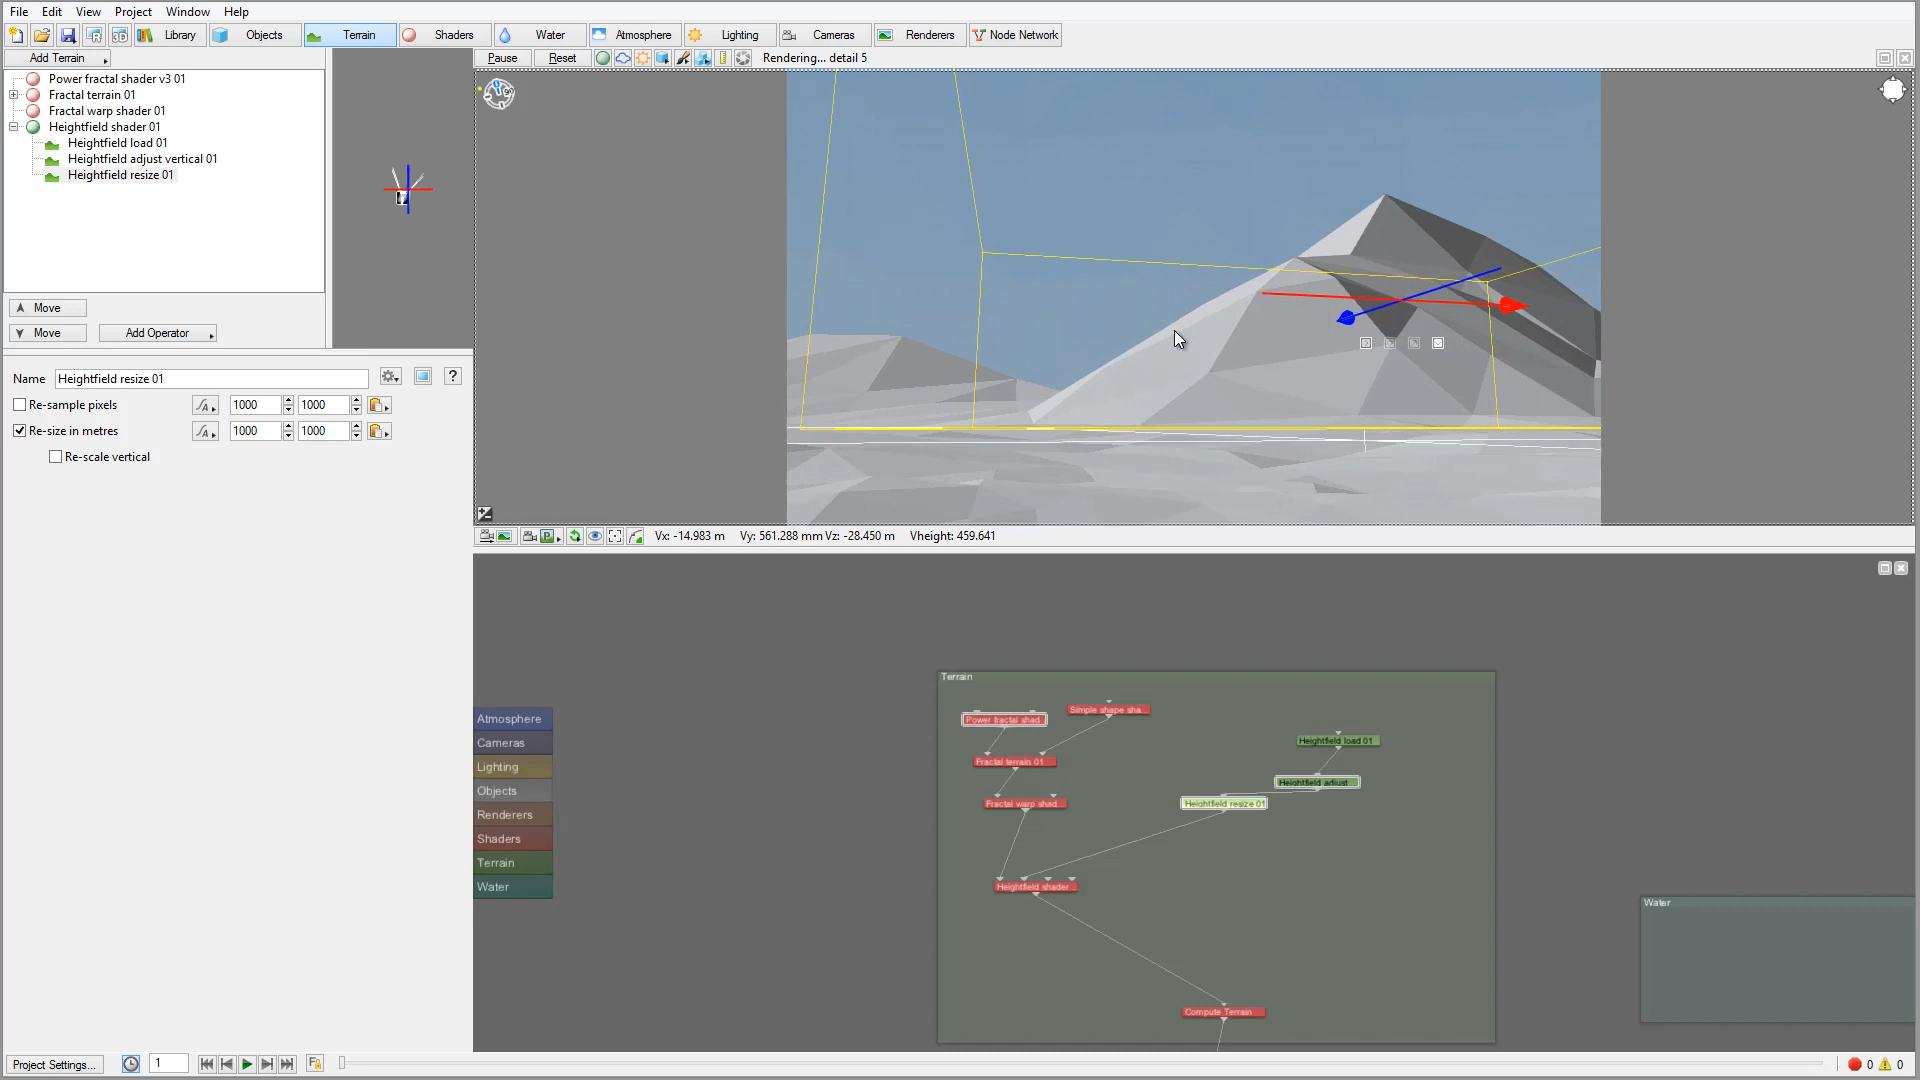 File Edit View Project Window Help
Library Objects Terrain Shaders Water Atmosphere Lighting Cameras Renderers Node Network
Add Terrain
Pause Reset Rendering... detail 5
Power fractal shader v3 01
Fractal terrain 01
Fractal warp shader 01
Heightfield shader 01
Heightfield load 01
Heightfield adjust vertical 01
Heightfield resize 01
Move
Move Add Operator
Name Heightfield resize 01 ?
Re-sample pixels 1000 1000
Re-size in metres 1000 1000
Re-scale vertical
Vx: -14.983 m Vy: 561.288 mm Vz: -28.450 m Vheight: 459.641
Terrain
Power fractal shad
Simple shape sha...
Heightfield load 01
Fractal terrain 01
Heightfield adjust
Fractal warp shad...
Heightfield resize 01
Heightfield shader
Compute Terrain
Water
Atmosphere
Cameras
Lighting
Objects
Renderers
Shaders
Terrain
Water
Project Settings... 1 0 0